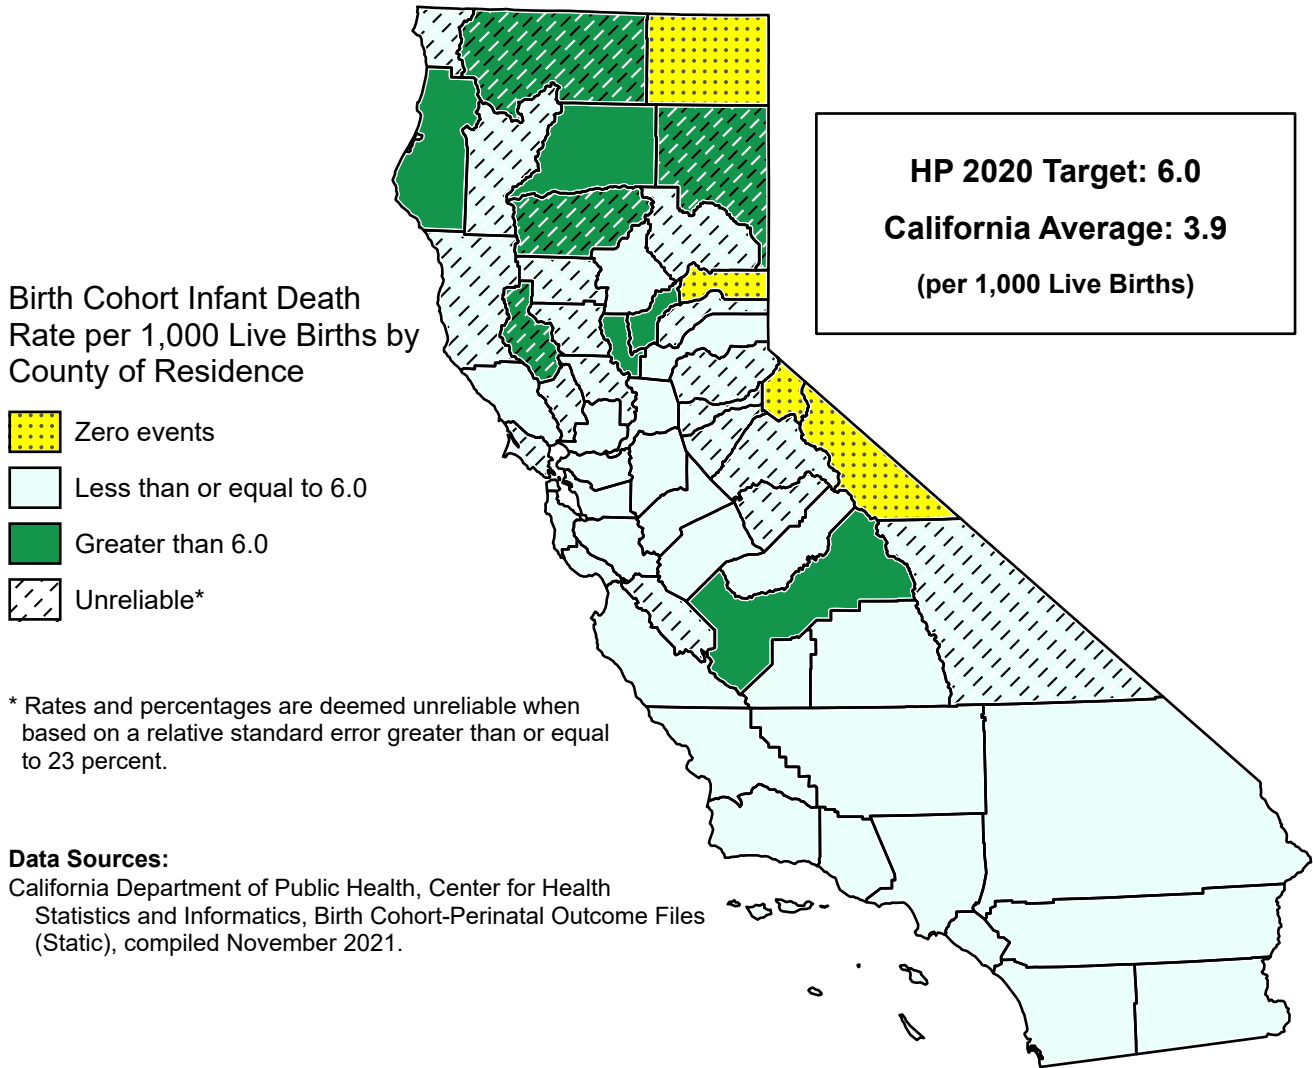 HP 2020 Target: 6.0
California Average: 3.9
(per 1,000 Live Births)
Birth Cohort Infant Death
Rate per 1,000 Live Births by
County of Residence
Zero events
Less than or equal to 6.0
Greater than 6.0
Unreliable*
* Rates and percentages are deemed unreliable when
based on a relative standard error greater than or equal
to 23 percent.
Data Sources:
California Department of Public Health, Center for Health
Statistics and Informatics, Birth Cohort-Perinatal Outcome Files
(Static), compiled November 2021.